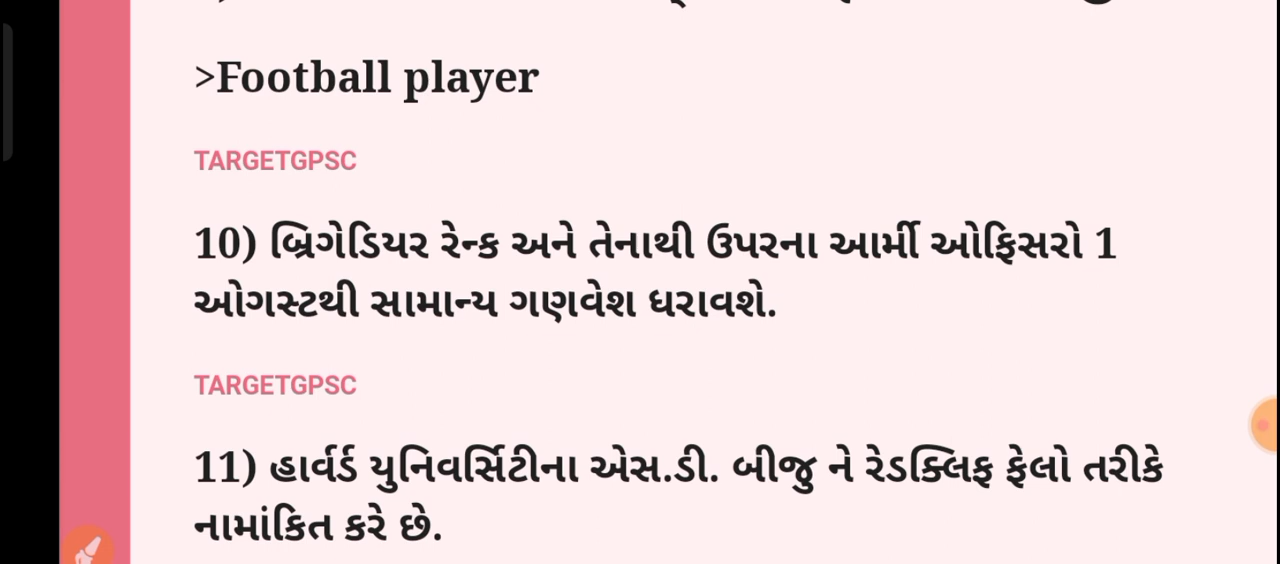 >Football player
TARGETGPSC
10) બ્રિગેડિયર રેન્ક અને તેનાથી ઉપરના આર્મી ઓફિસરો 1
ઓગસ્ટથી સામાન્ય ગણવેશ ધરાવશે.
TARGETGPSC
11) હાર્વર્ડ યુનિવર્સિટીના એસ.ડી. બીજુ ને રેડક્લિફ ફેલો તરીકે
નામાંકિત કરે છે.